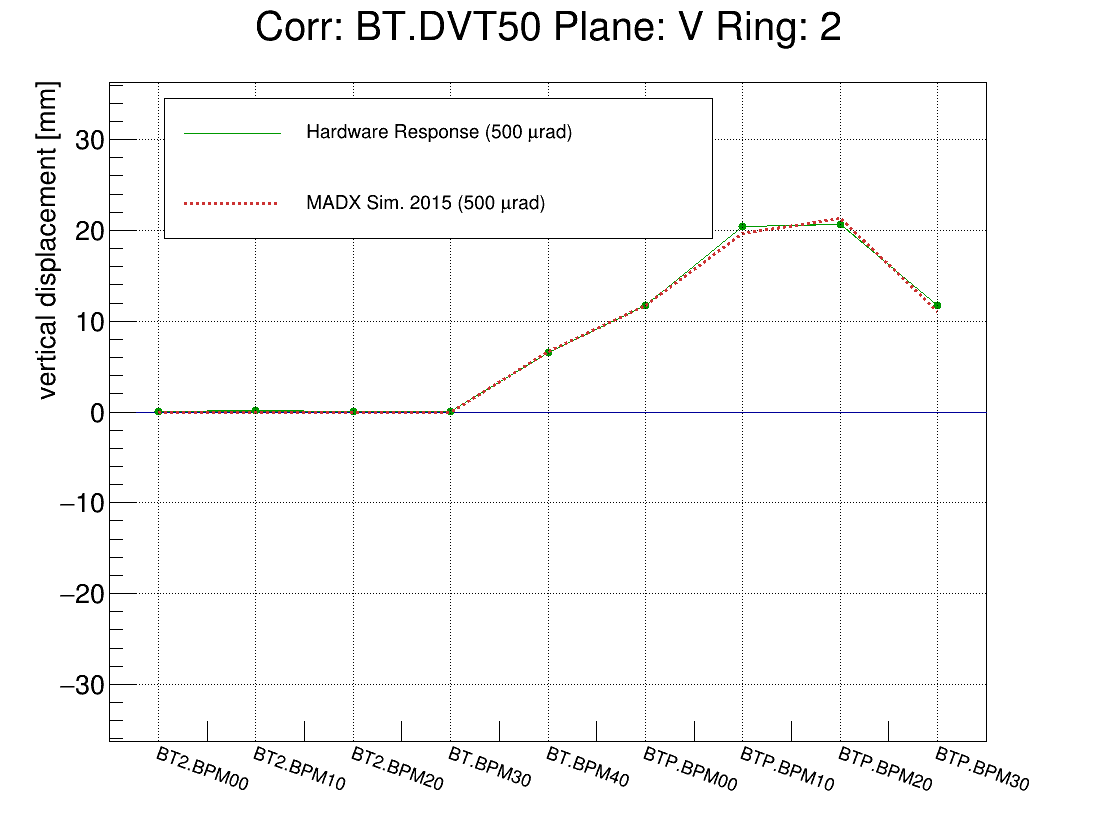 Corr: BT.DVT50 Plane: V Ring: 2
vertical displacement [mm]
Hardware Response (500 μrad)
MADX Sim. 2015 (500 μrad)
30
20
10
0
−10
−20
−30
BT2.BPM00
BT2.BPM10
BT2.BPM20
BT.BPM30
BT.BPM40
BTP.BPM00
BTP.BPM10
BTP.BPM20
BTP.BPM30